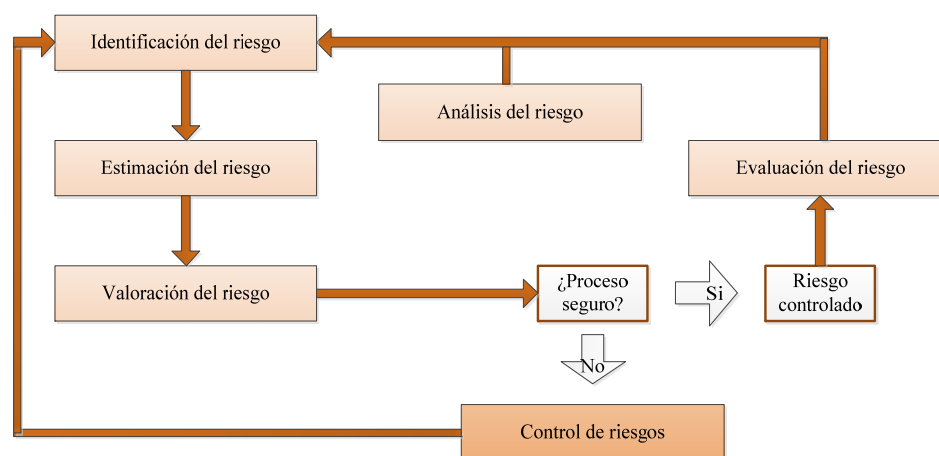 Identificación del riesgo
Análisis del riesgo
Estimación del riesgo
Evaluación del riesgo
Valoración del riesgo
¿Proceso
seguro?
Si
Riesgo
controlado
No
Control de riesgos